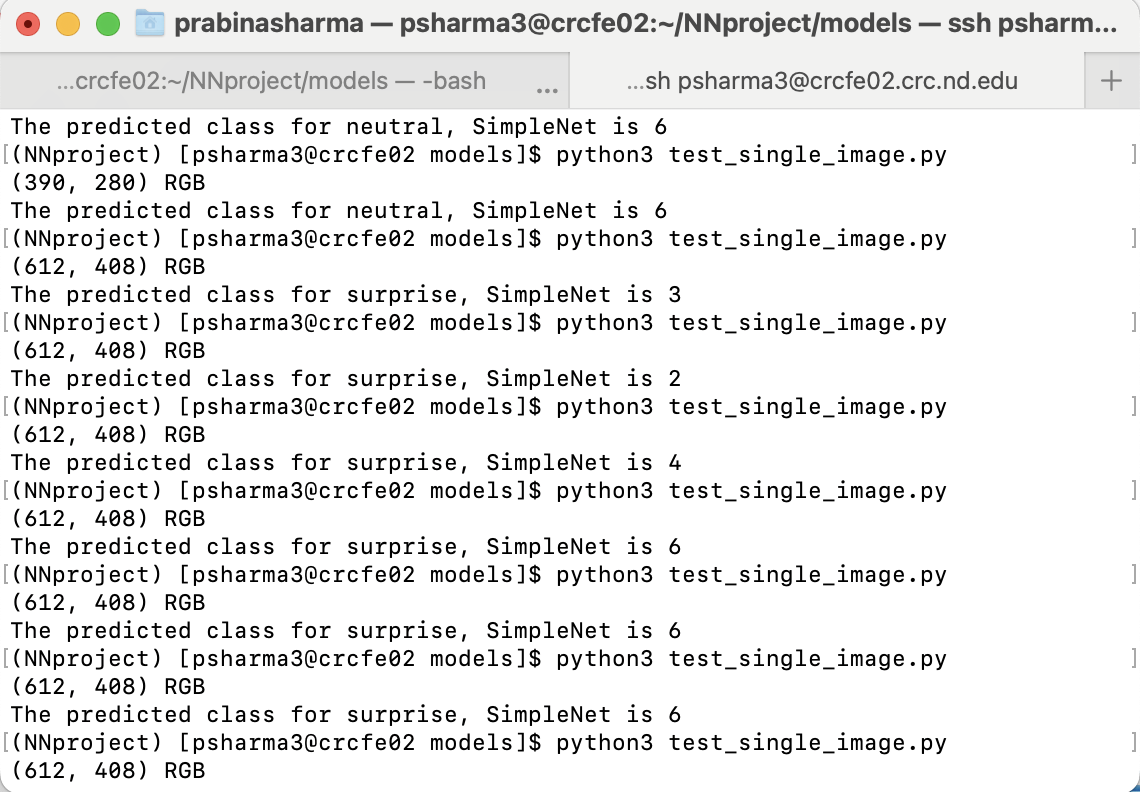 prabinasharma — psharma3@crcfe02:~/NNproject/models — ssh psharm...
...crcfe02:~/NNproject/models — -bash ... ...sh psharma3@crcfe02.crc.nd.edu +
The predicted class for neutral, SimpleNet is 6
[(NNproject) [psharma3@crcfe02 models]$ python3 test_single_image.py ]
(390, 280) RGB
The predicted class for neutral, SimpleNet is 6
[(NNproject) [psharma3@crcfe02 models]$ python3 test_single_image.py ]
(612, 408) RGB
The predicted class for surprise, SimpleNet is 3
[(NNproject) [psharma3@crcfe02 models]$ python3 test_single_image.py ]
(612, 408) RGB
The predicted class for surprise, SimpleNet is 2
[(NNproject) [psharma3@crcfe02 models]$ python3 test_single_image.py ]
(612, 408) RGB
The predicted class for surprise, SimpleNet is 4
[(NNproject) [psharma3@crcfe02 models]$ python3 test_single_image.py ]
(612, 408) RGB
The predicted class for surprise, SimpleNet is 6
[(NNproject) [psharma3@crcfe02 models]$ python3 test_single_image.py ]
(612, 408) RGB
The predicted class for surprise, SimpleNet is 6
[(NNproject) [psharma3@crcfe02 models]$ python3 test_single_image.py ]
(612, 408) RGB
The predicted class for surprise, SimpleNet is 6
[(NNproject) [psharma3@crcfe02 models]$ python3 test_single_image.py ]
(612, 408) RGB